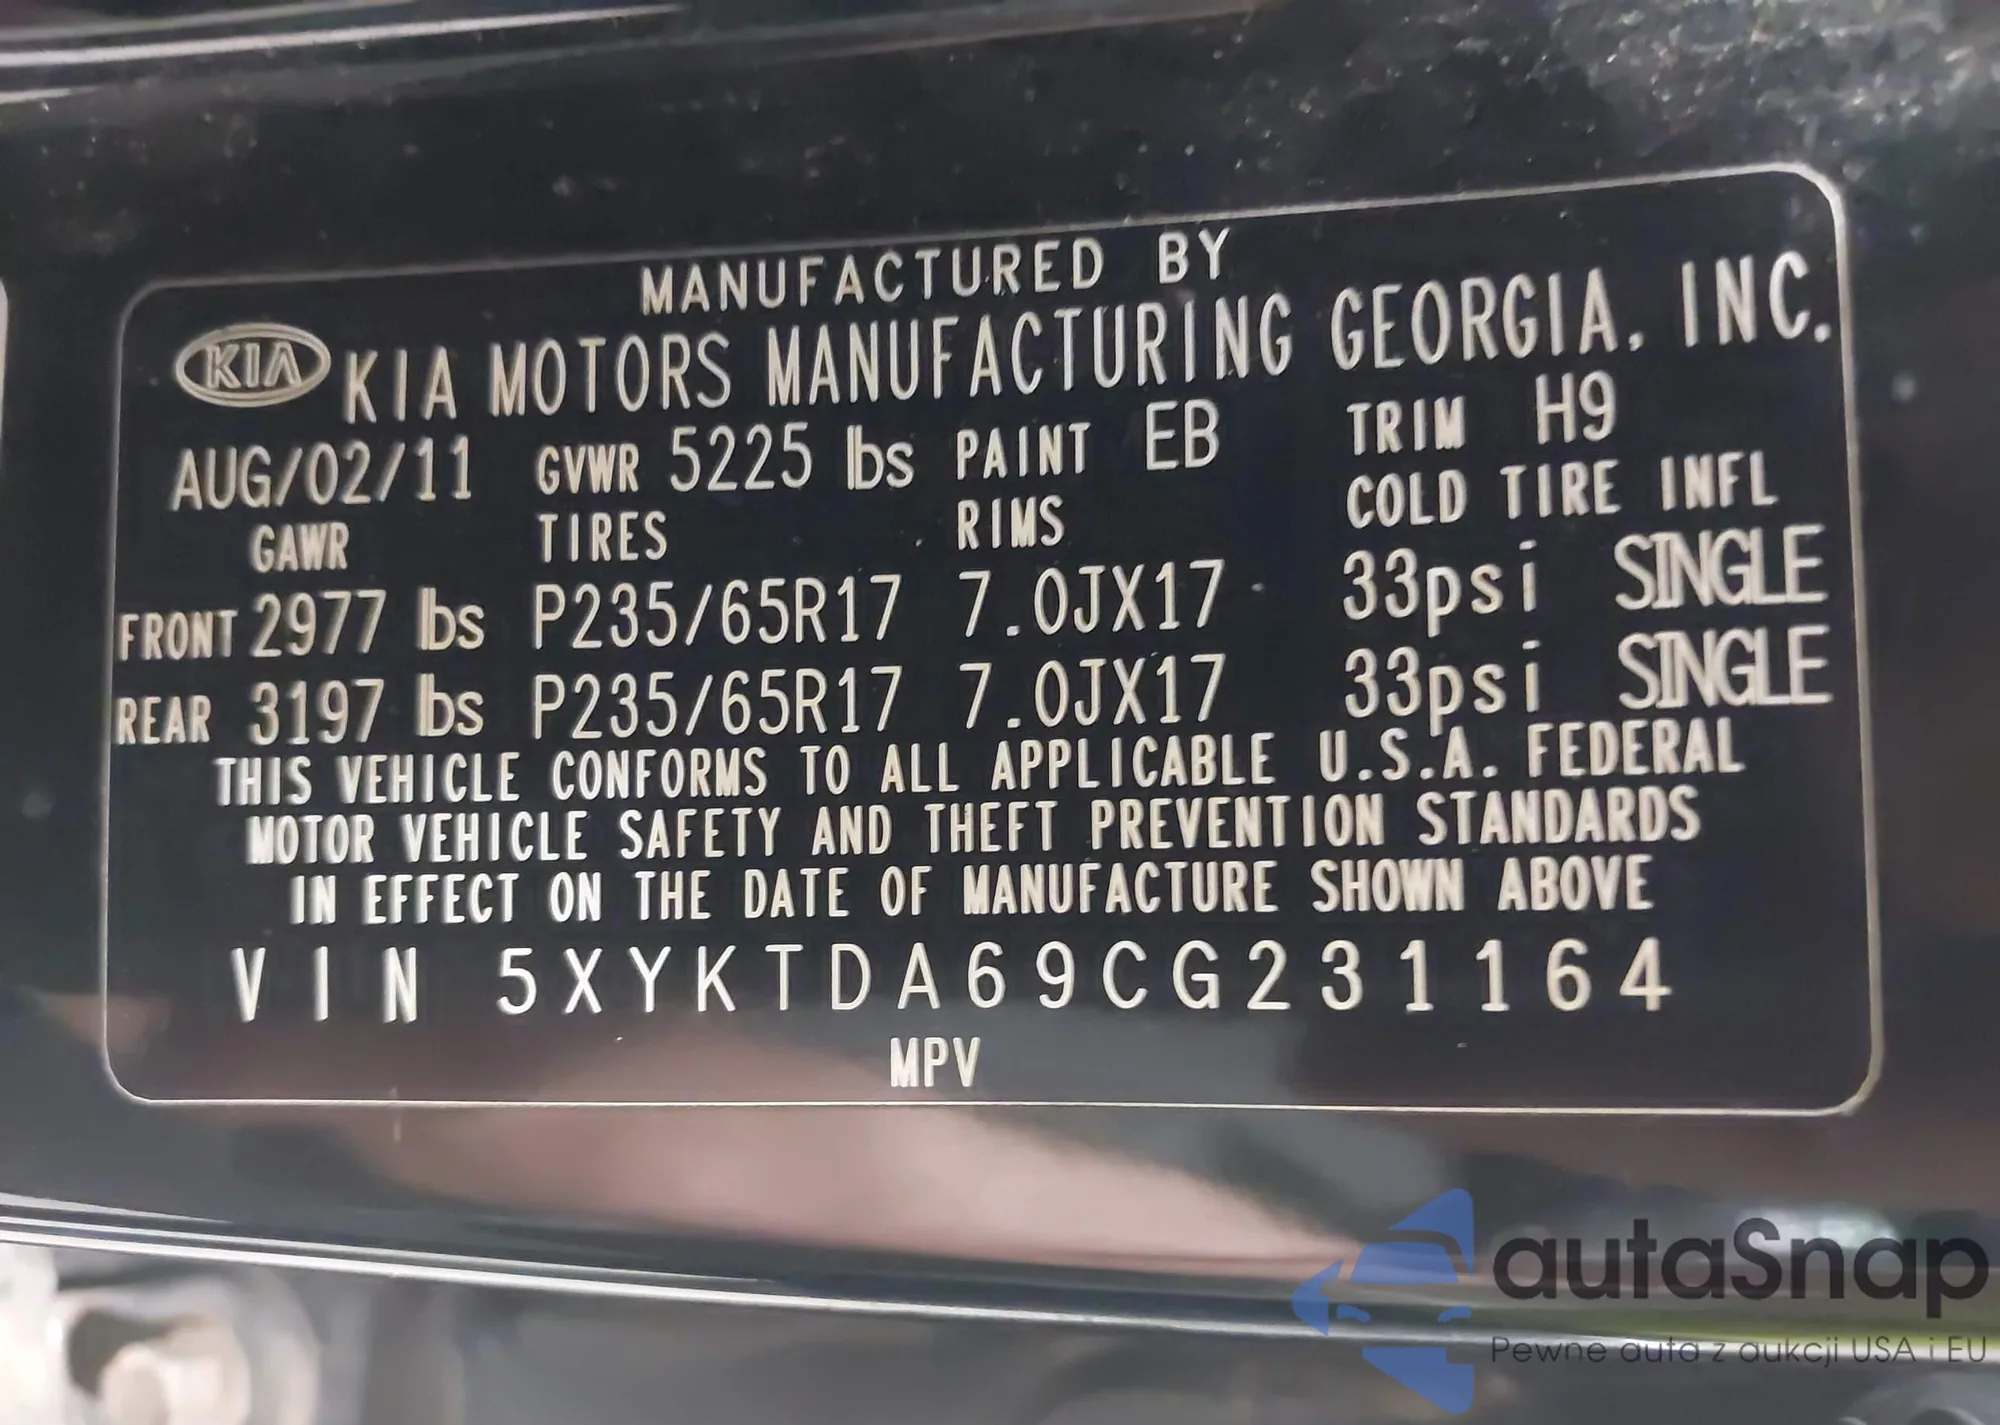 MANUFACTURED BY
KIA KIA MOTORS MANUFACTURING GEORGIA, INC.
AUG/02/11 GVWR 5225 lbs PAINT EB TRIM H9
GAWR TIRES RIMS COLD TIRE INFL
FRONT 2977 lbs P235/65R17 7.0JX17 33psi SINGLE
REAR 3197 lbs P235/65R17 7.0JX17 33psi SINGLE
THIS VEHICLE CONFORMS TO ALL APPLICABLE U.S.A. FEDERAL
MOTOR VEHICLE SAFETY AND THEFT PREVENTION STANDARDS
IN EFFECT ON THE DATE OF MANUFACTURE SHOWN ABOVE
VIN 5XYKTDA69CG231164
MPV
autaSnap
Pewne auta z aukcji USA i EU